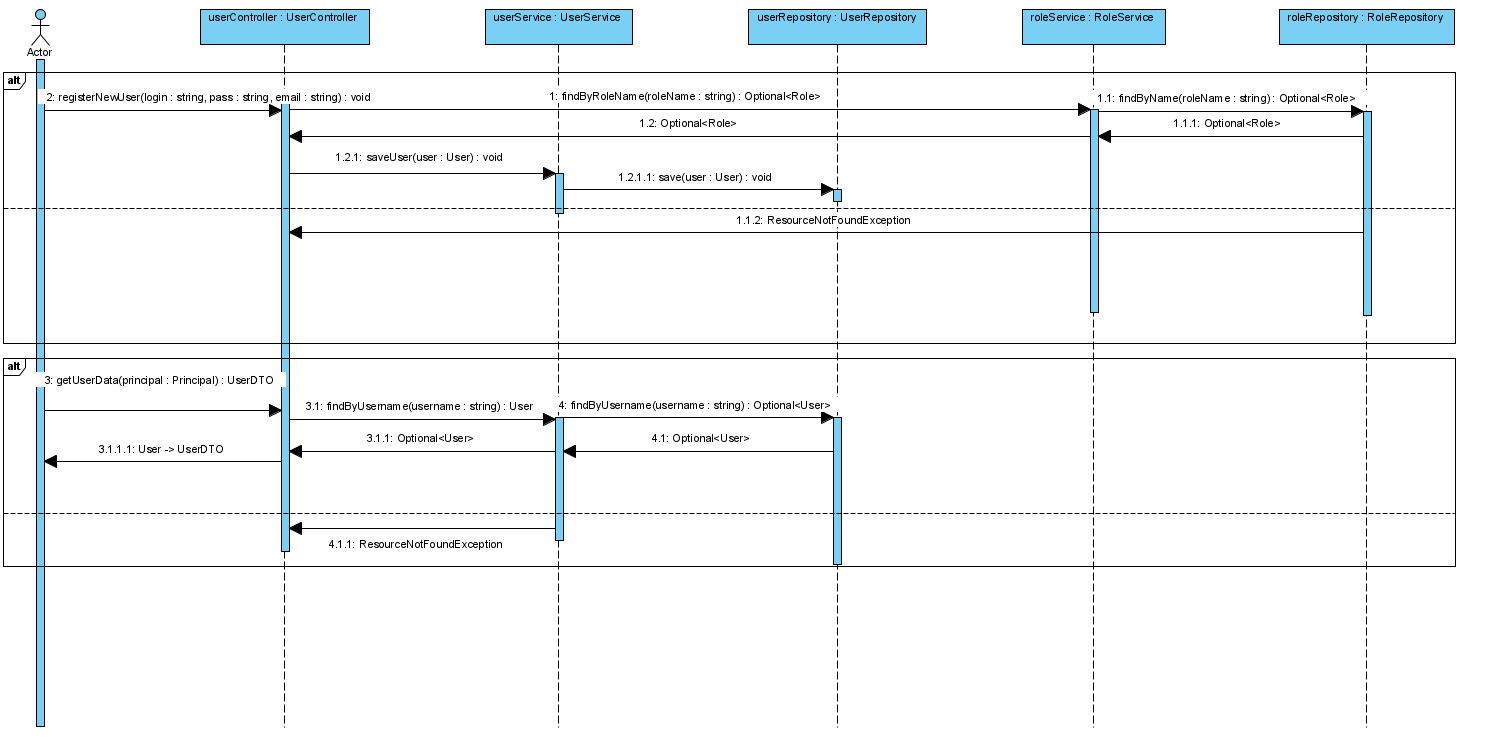 userController : UserController
userService : UserService
userRepository : UserRepository
roleService : RoleService
roleRepository : RoleRepository
Actor
alt
2: registerNewUser(login : string, pass : string, email : string) : void
1: findByRoleName(roleName : string) : Optional<Role>
1.1: findByName(roleName : string) : Optional<Role>
1.2: Optional<Role>
1.1.1: Optional<Role>
1.2.1: saveUser(user : User) : void
1.2.1.1: save(user : User) : void
1.1.2: ResourceNotFoundException
alt
3: getUserData(principal : Principal) : UserDTO
3.1: findByUsername(username : string) : User
4: findByUsername(username : string) : Optional<User>
3.1.1: Optional<User>
4.1: Optional<User>
3.1.1.1: User -> UserDTO
4.1.1: ResourceNotFoundException